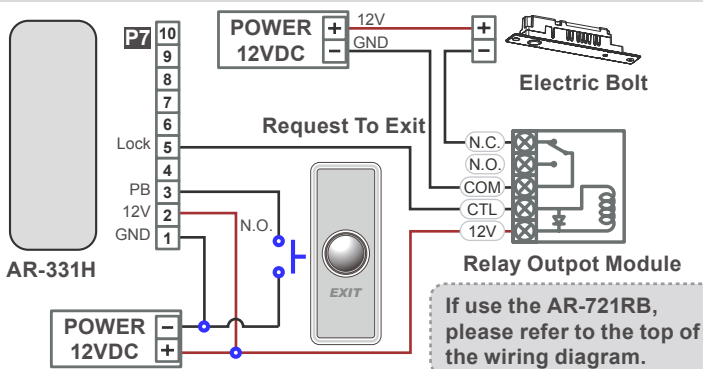 P7
10
9
8
7
6
Lock 5
4
PB 3
12V 2
GND 1
AR-331H
POWER
12VDC
+
−
12V
GND
+
−
Electric Bolt
Request To Exit
N.O.
EXIT
N.C.
N.O.
COM
CTL
12V
Relay Outpot Module
POWER
12VDC
−
+
If use the AR-721RB,
please refer to the top of
the wiring diagram.